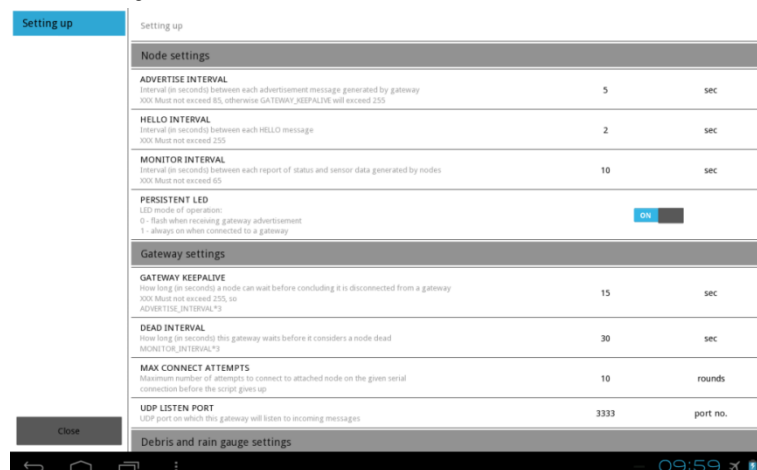 Setting up
Setting up
Node settings
ADVERTISE INTERVAL
Interval (in seconds) between each advertisement message generated by gateway
XXX Must not exceed 85, otherwise GATEWAY_KEEPALIVE will exceed 255
5 sec
HELLO INTERVAL
Interval (in seconds) between each HELLO message
XXX Must not exceed 255
2 sec
MONITOR INTERVAL
Interval (in seconds) between each report of status and sensor data generated by nodes
XXX Must not exceed 65
10 sec
PERSISTENT LED
LED mode of operation:
0 - flash when receiving gateway advertisement
1 - always on when connected to a gateway
ON
Gateway settings
GATEWAY KEEPALIVE
How long (in seconds) a node can wait before concluding it is disconnected from a gateway
XXX Must not exceed 255, so
ADVERTISE_INTERVAL*3
15 sec
DEAD INTERVAL
How long (in seconds) this gateway waits before it considers a node dead
MONITOR_INTERVAL*3
30 sec
MAX CONNECT ATTEMPTS
Maximum number of attempts to connect to attached node on the given serial
connection before the script gives up
10 rounds
UDP LISTEN PORT
UDP port on which this gateway will listen to incoming messages
3333 port no.
Close
Debris and rain gauge settings
09:59